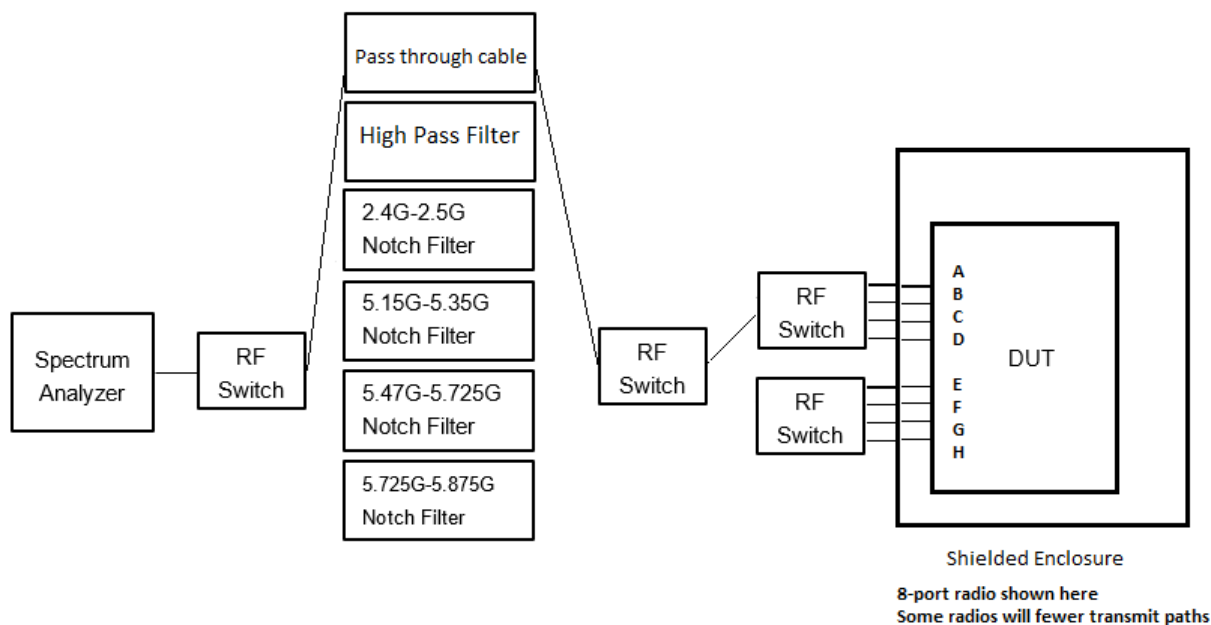 Pass through cable
High Pass Filter
2.4G-2.5G
Notch Filter
5.15G-5.35G
Notch Filter
5.47G-5.725G
Notch Filter
5.725G-5.875G
Notch Filter
Spectrum
Analyzer
RF
Switch
RF
Switch
RF
Switch
RF
Switch
A
B
C
D
E
F
G
H
DUT
Shielded Enclosure
8-port radio shown here
Some radios will fewer transmit paths